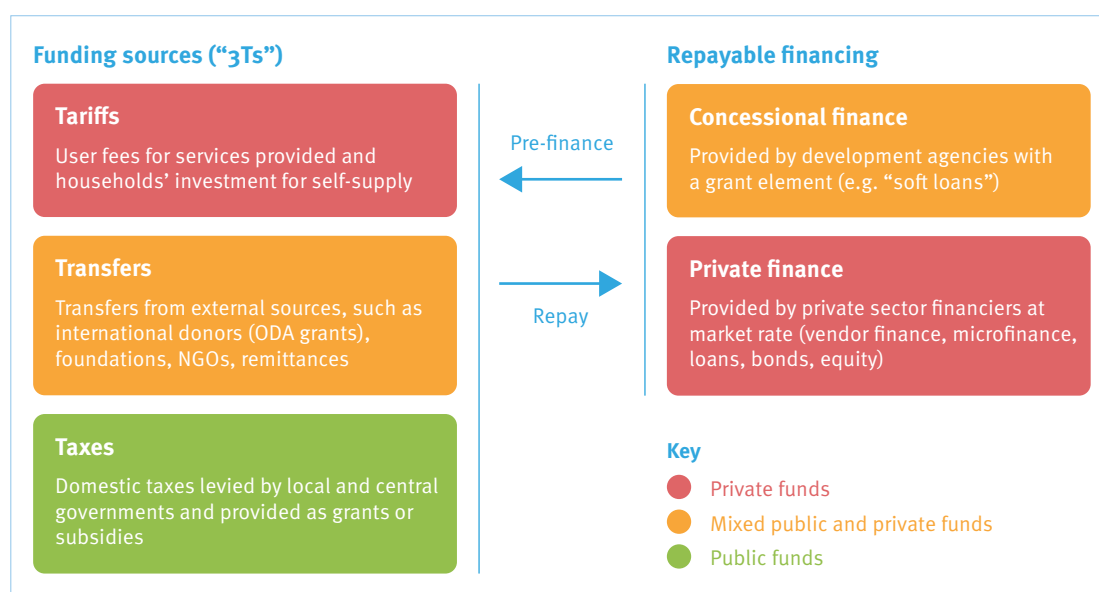 Funding sources (“3Ts”)
Tariffs
User fees for services provided and
households’ investment for self-supply
Transfers
Transfers from external sources, such as
international donors (ODA grants),
foundations, NGOs, remittances
Taxes
Domestic taxes levied by local and central
governments and provided as grants or
subsidies
Pre-finance
Repay
Repayable financing
Concessional finance
Provided by development agencies with
a grant element (e.g. “soft loans”)
Private finance
Provided by private sector financiers at
market rate (vendor finance, microfinance,
loans, bonds, equity)
Key
Private funds
Mixed public and private funds
Public funds